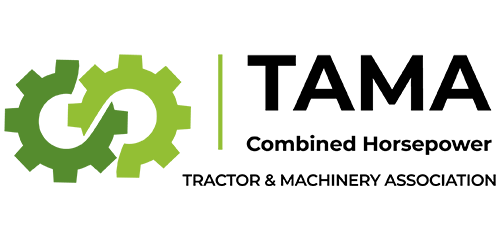 TAMA
Combined Horsepower
TRACTOR & MACHINERY ASSOCIATION